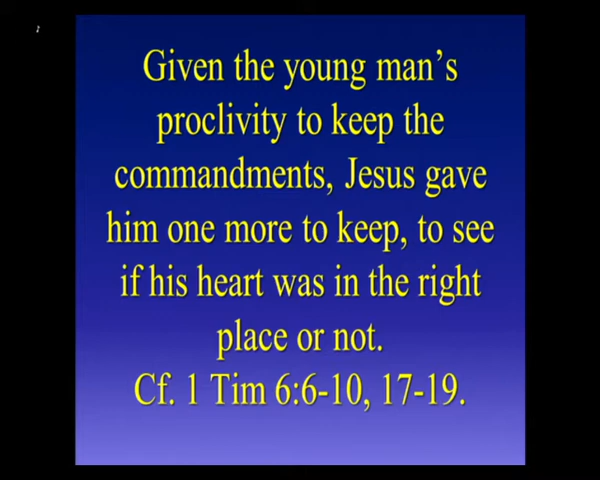 Given the young man’s
proclivity to keep the
commandments, Jesus gave
him one more to keep, to see
if his heart was in the right
place or not.
Cf. 1 Tim 6:6-10, 17-19.